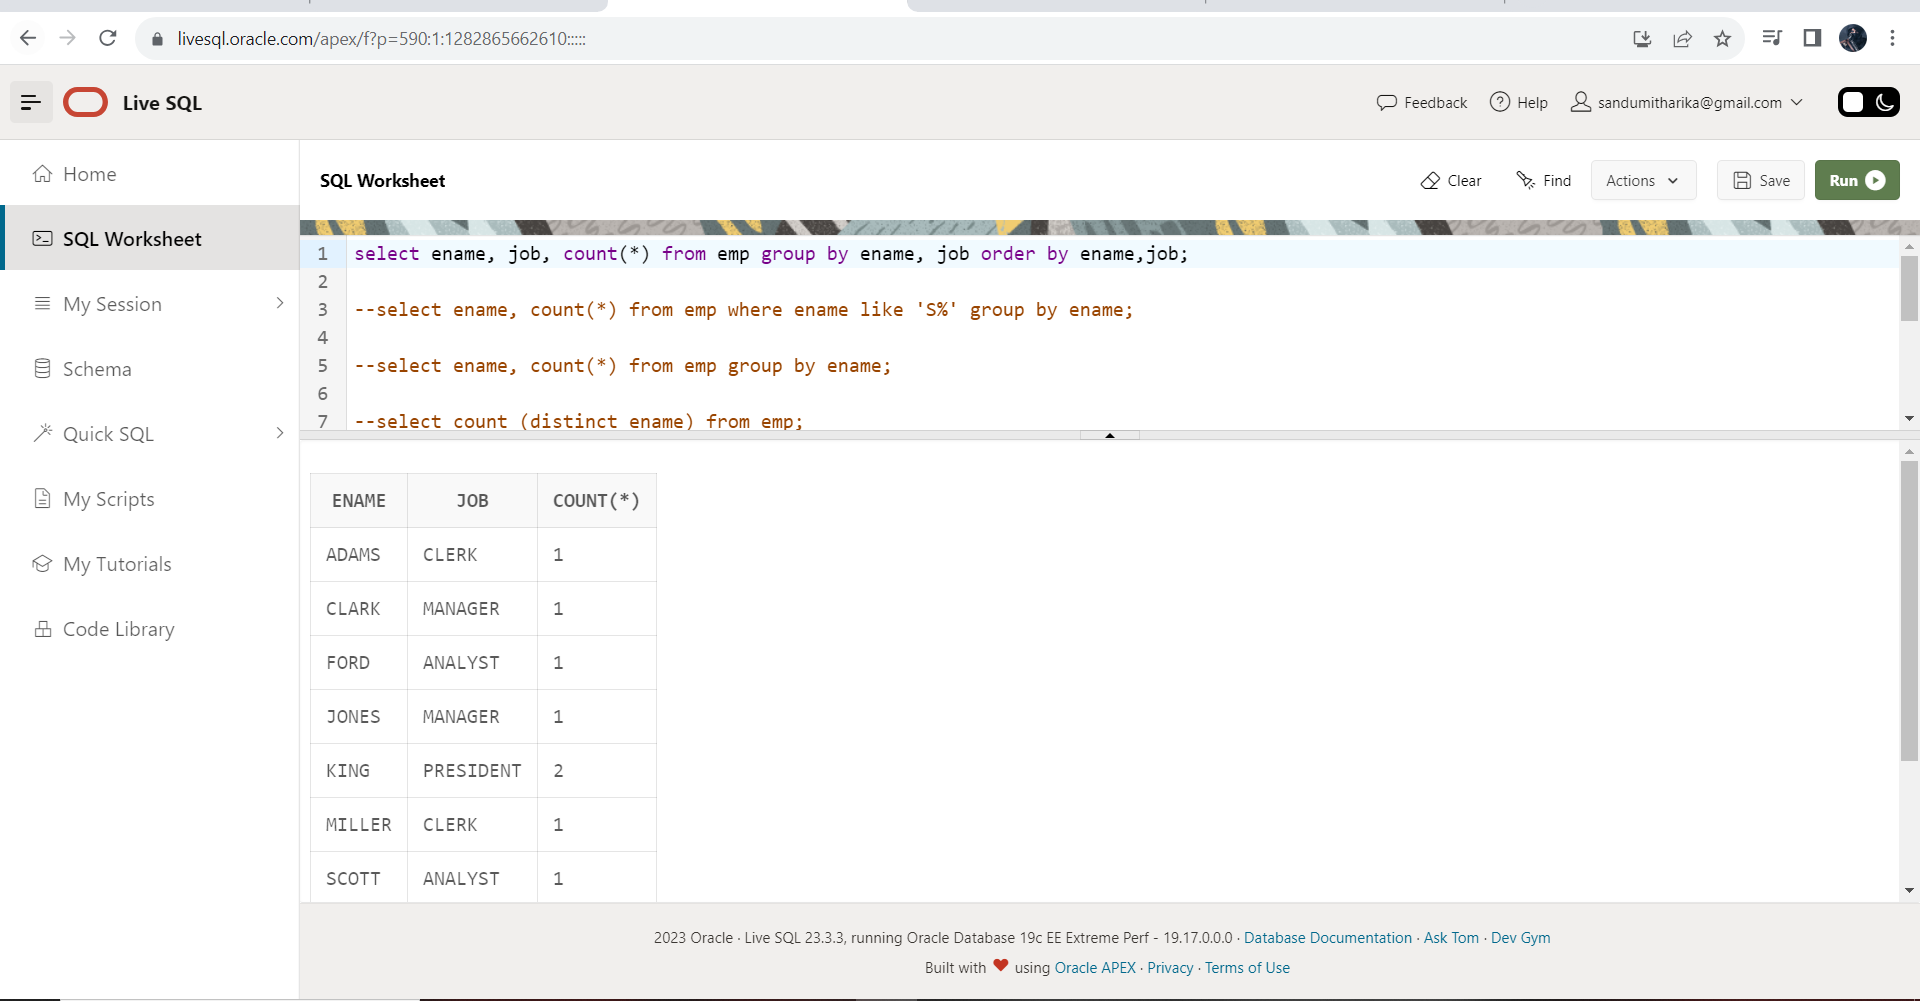 livesql.oracle.com/apex/f?p=590:1:1282865662610:::::
Live SQL
Feedback
Help
sandumitharika@gmail.com
Home
SQL Worksheet
My Session
Schema
Quick SQL
My Scripts
My Tutorials
Code Library
SQL Worksheet
Clear
Find
Actions
Save
Run
1 select ename, job, count(*) from emp group by ename, job order by ename,job;
2
3 --select ename, count(*) from emp where ename like 'S%' group by ename;
4
5 --select ename, count(*) from emp group by ename;
6
7 --select count (distinct ename) from emp;
ENAME JOB COUNT(*)
ADAMS CLERK 1
CLARK MANAGER 1
FORD ANALYST 1
JONES MANAGER 1
KING PRESIDENT 2
MILLER CLERK 1
SCOTT ANALYST 1
2023 Oracle · Live SQL 23.3.3, running Oracle Database 19c EE Extreme Perf - 19.17.0.0.0 · Database Documentation · Ask Tom · Dev Gym
Built with ❤ using Oracle APEX · Privacy · Terms of Use